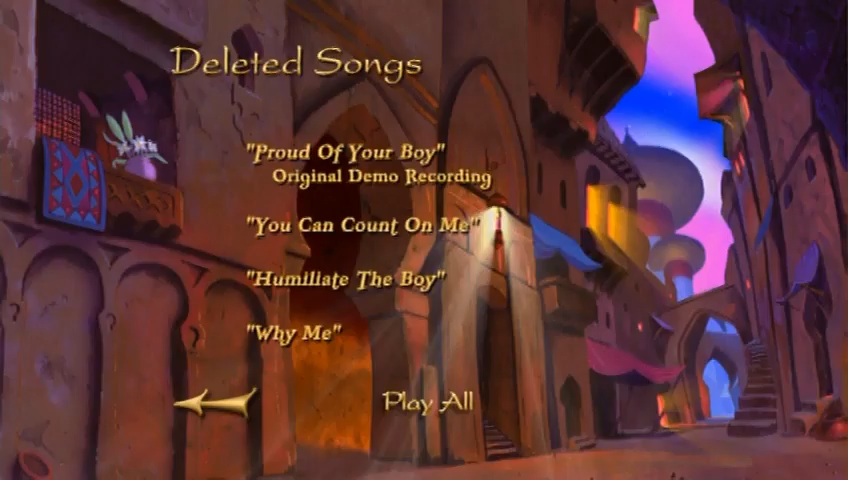 Deleted Songs
"Proud Of Your Boy"
Original Demo Recording
"You Can Count On Me"
"Humiliate The Boy"
"Why Me"
Play All